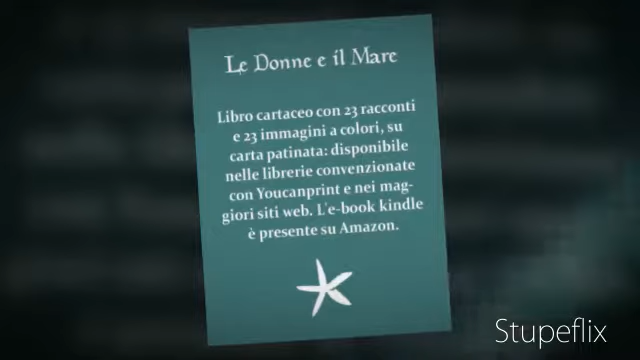 Le Donne e il Mare
Libro cartaceo con 23 racconti
e 23 immagini a colori, su
carta patinata: disponibile
nelle librerie convenzionate
con Youcanprint e nei mag-
giori siti web. L'e-book kindle
è presente su Amazon.
Stupeflix